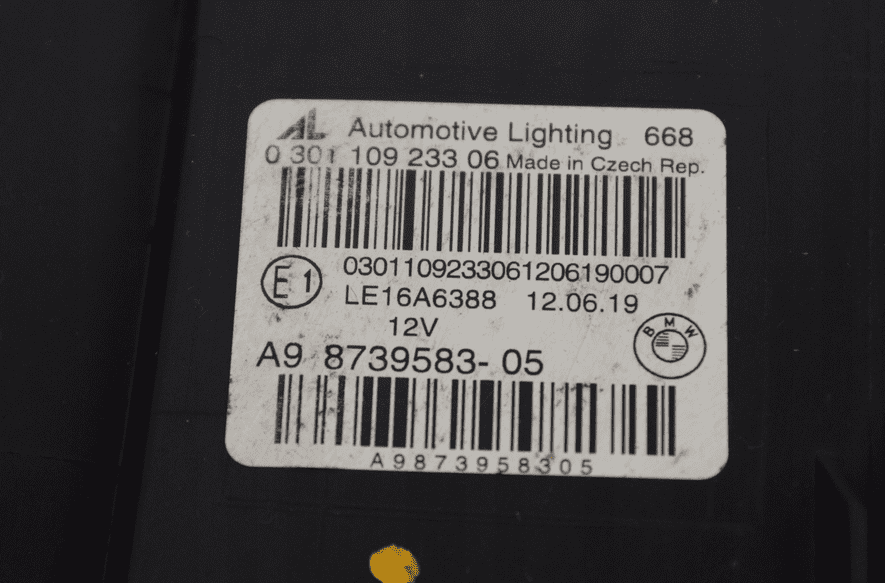 AL Automotive Lighting 668
0 301 109 233 06 Made in Czech Rep.
0301109233061206190007
E1
LE16A6388 12.06.19
12V
BMW
A9 8739583-05
A9873958305